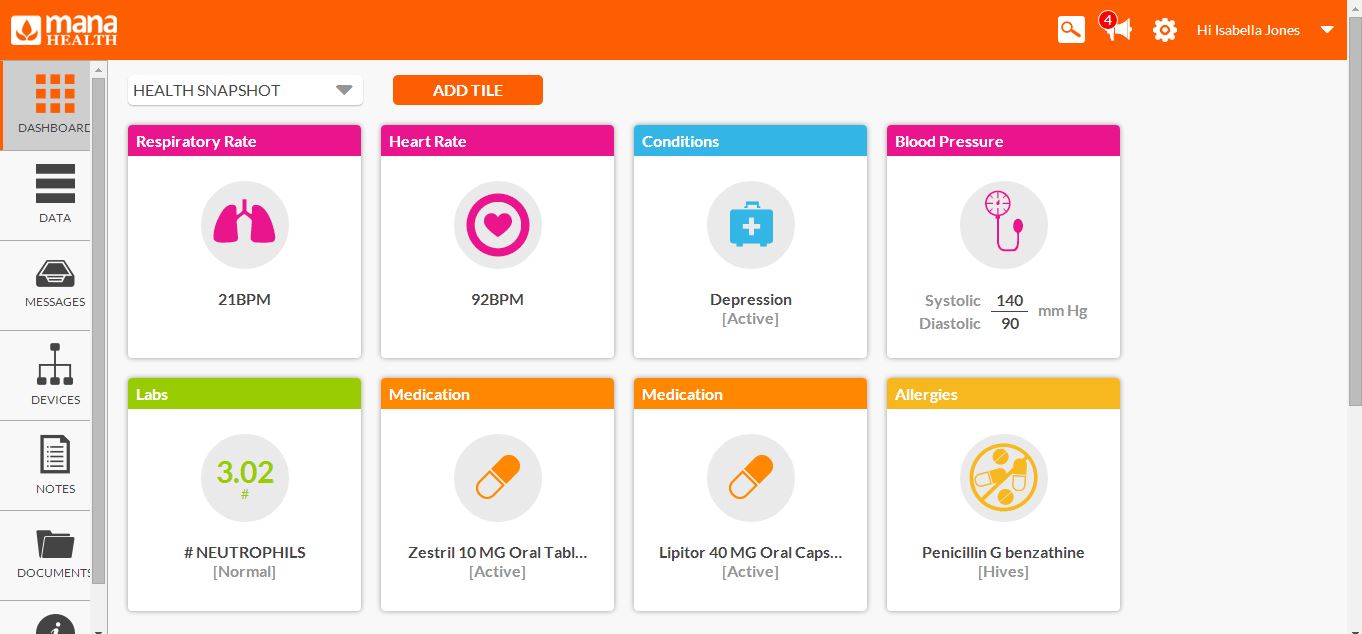 mana
HEALTH
4
Hi Isabella Jones
DASHBOARD
DATA
MESSAGES
DEVICES
NOTES
DOCUMENTS
HEALTH SNAPSHOT
ADD TILE
Respiratory Rate
21BPM
Heart Rate
92BPM
Conditions
Depression
[Active]
Blood Pressure
Systolic 140
mm Hg
Diastolic 90
Labs
3.02
#
# NEUTROPHILS
[Normal]
Medication
Zestril 10 MG Oral Tabl...
[Active]
Medication
Lipitor 40 MG Oral Caps...
[Active]
Allergies
Penicillin G benzathine
[Hives]